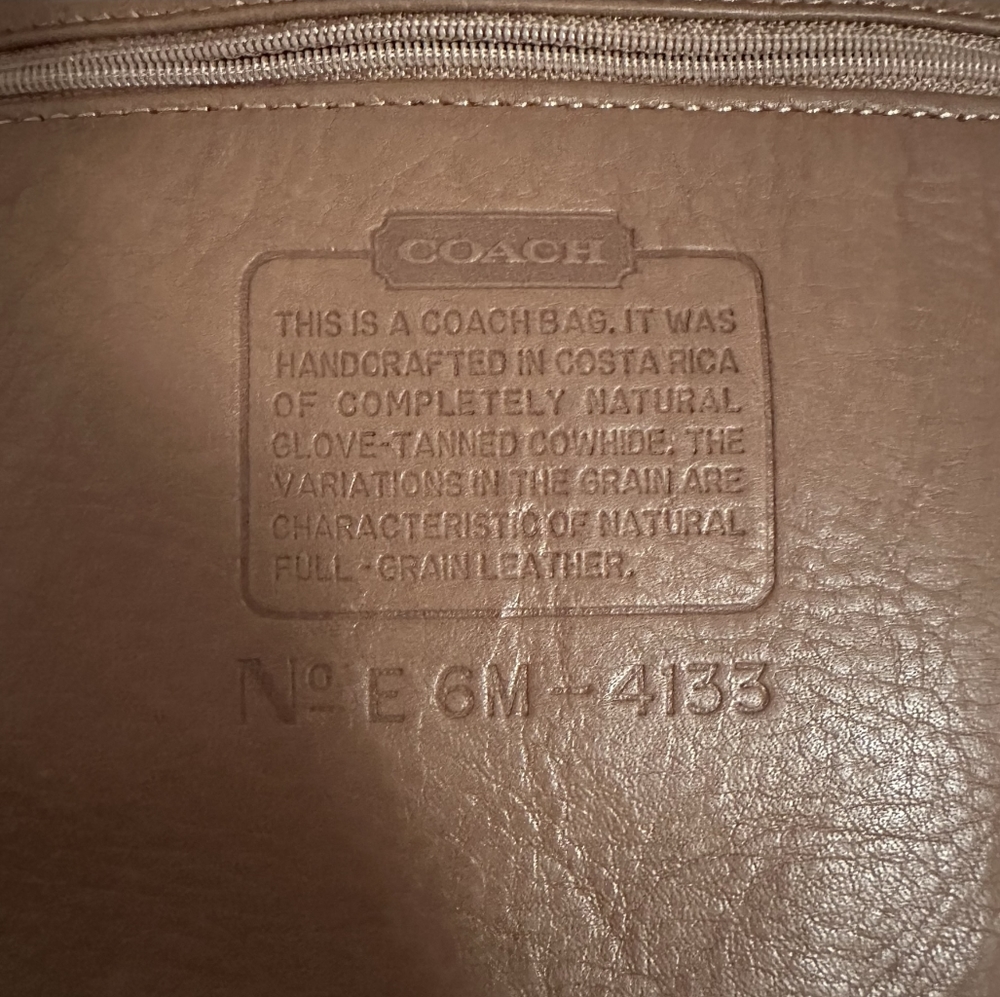 COACH
THIS IS A COACH BAG. IT WAS
HANDCRAFTED IN COSTA RICA
OF COMPLETELY NATURAL
GLOVE-TANNED COWHIDE. THE
VARIATIONS IN THE GRAIN ARE
CHARACTERISTIC OF NATURAL
FULL-GRAIN LEATHER.
Nº E 6M - 4133